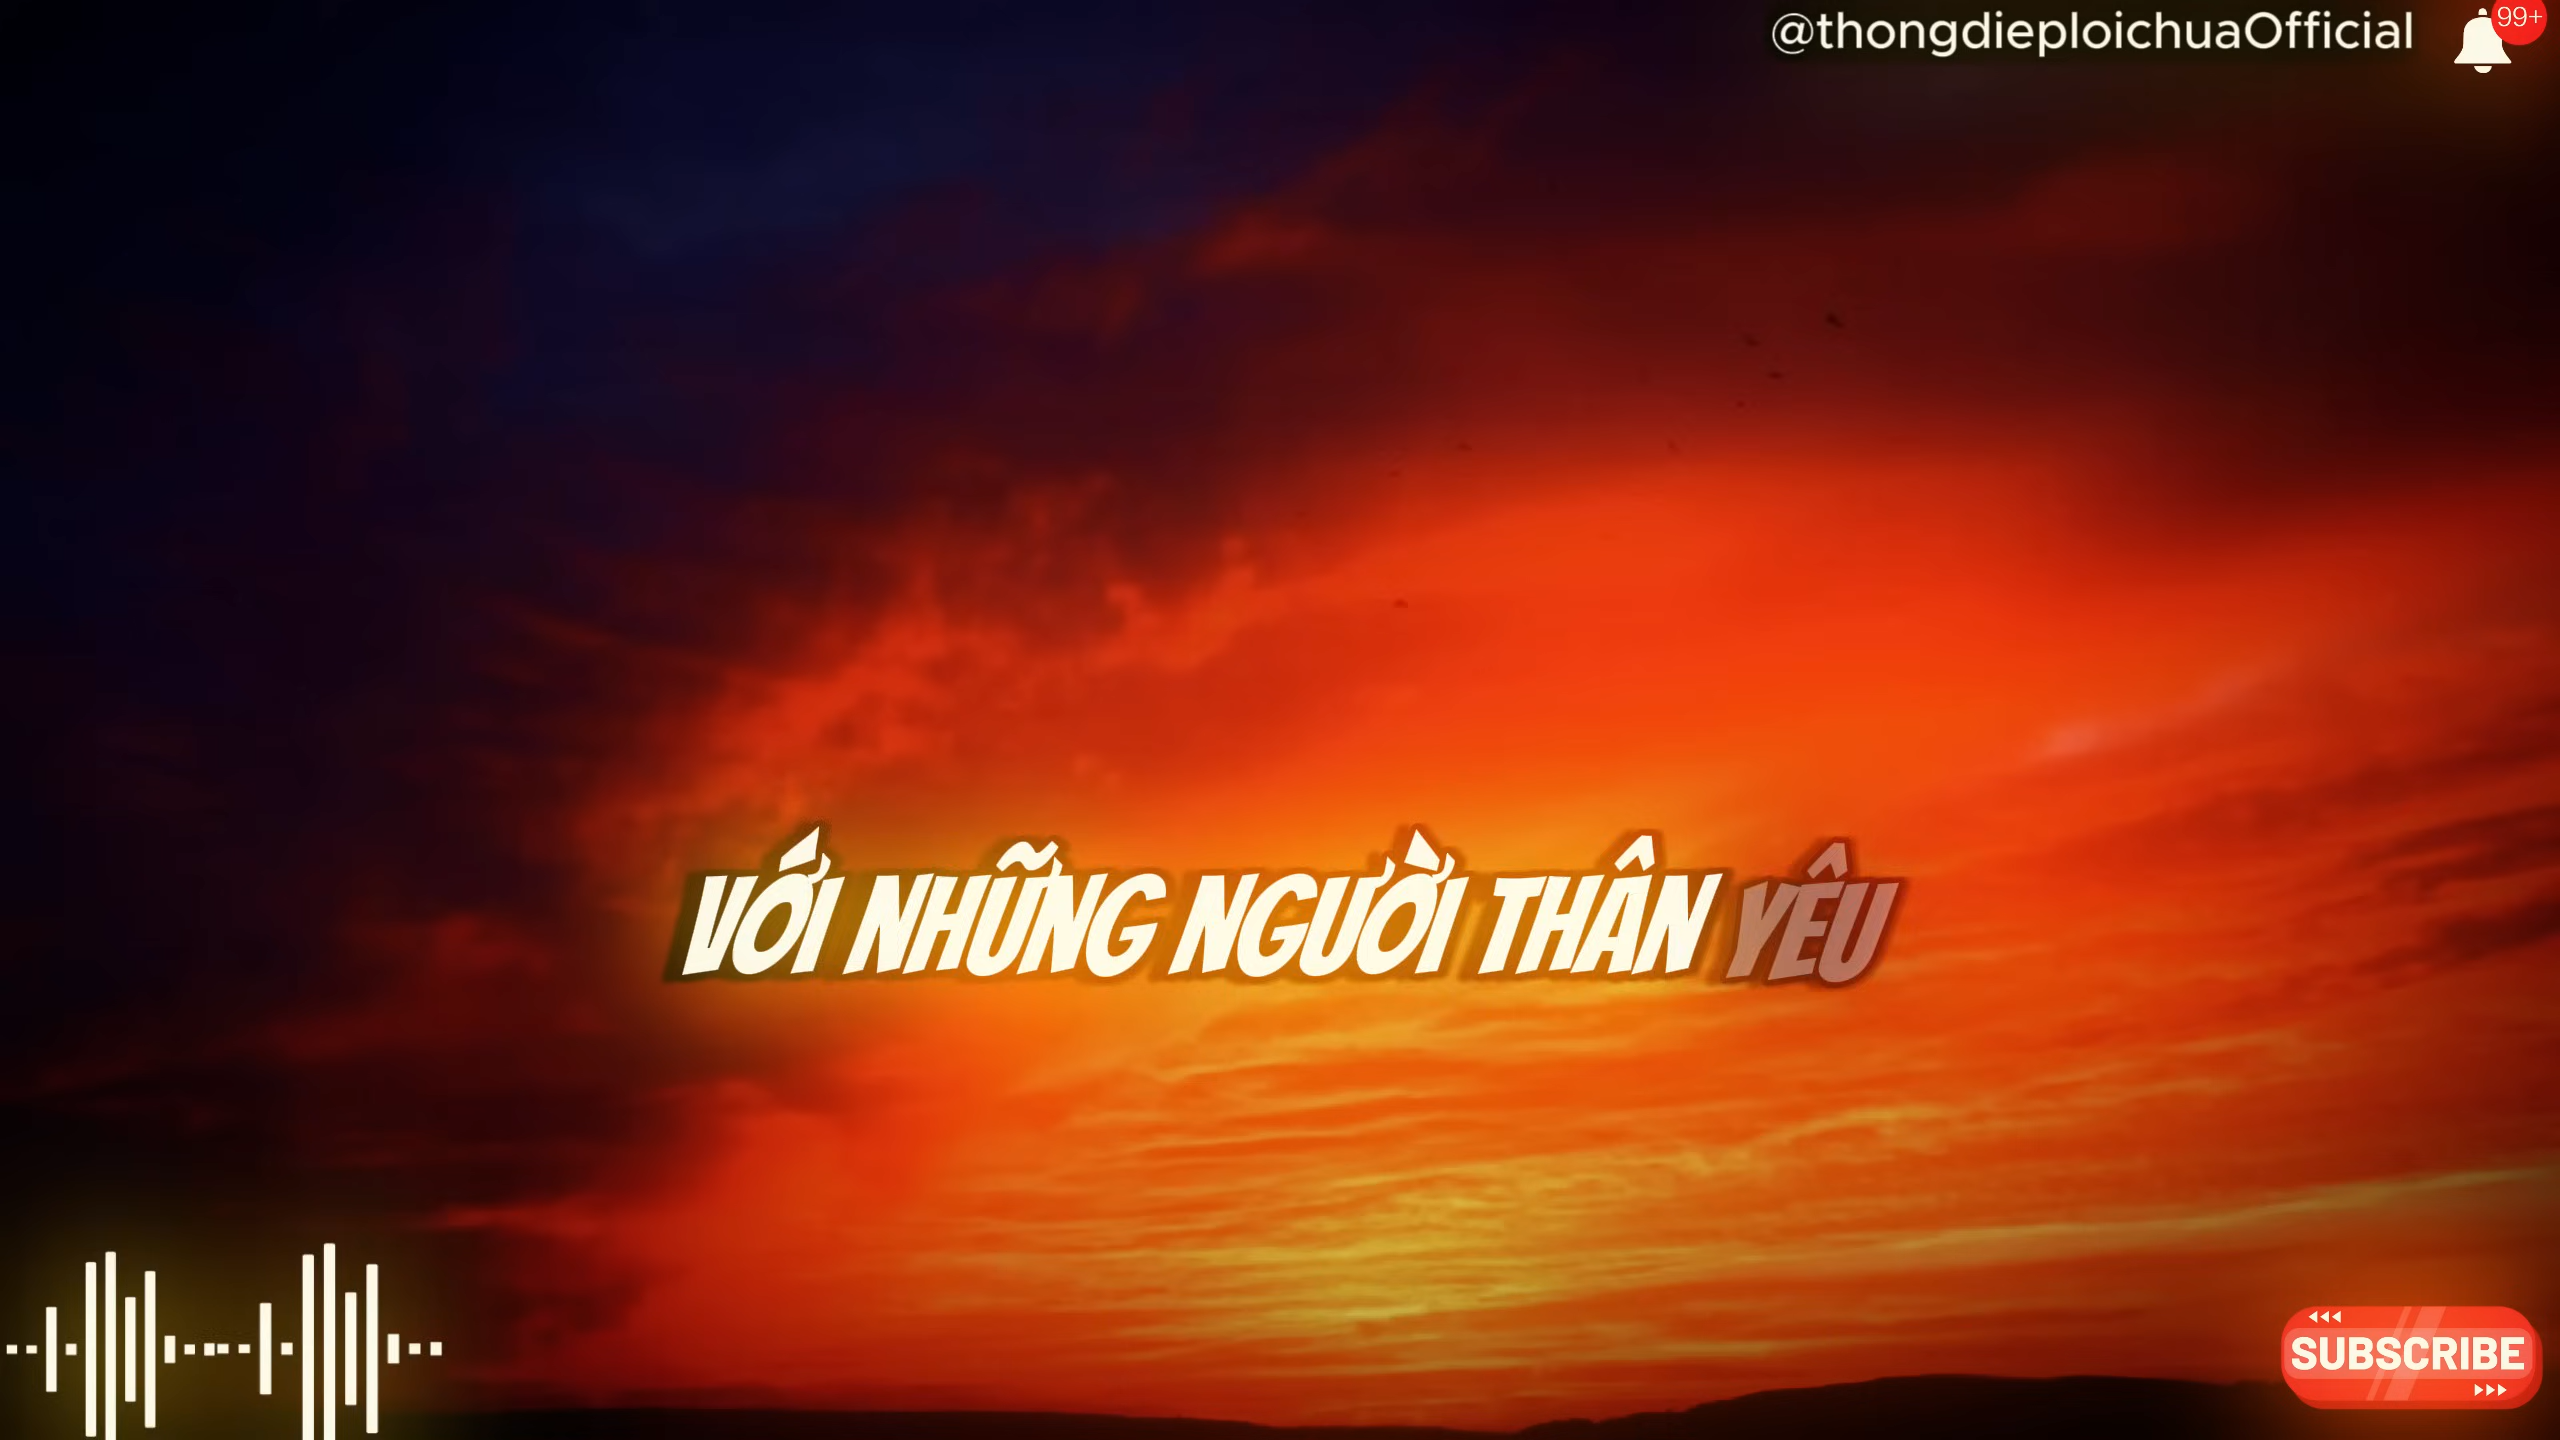 @thongdieploichuaOfficial
99+
VỚI NHỮNG NGƯỜI THÂN YÊU
SUBSCRIBE